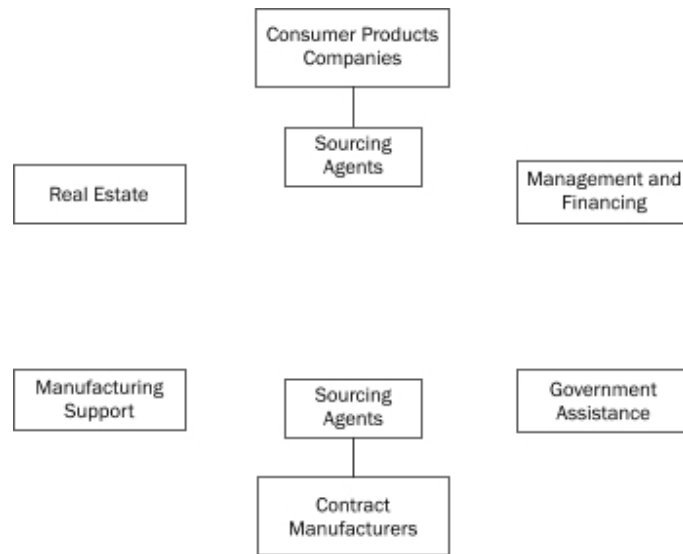 Consumer Products
Companies
Sourcing
Agents
Real Estate
Management and
Financing
Manufacturing
Support
Sourcing
Agents
Government
Assistance
Contract
Manufacturers